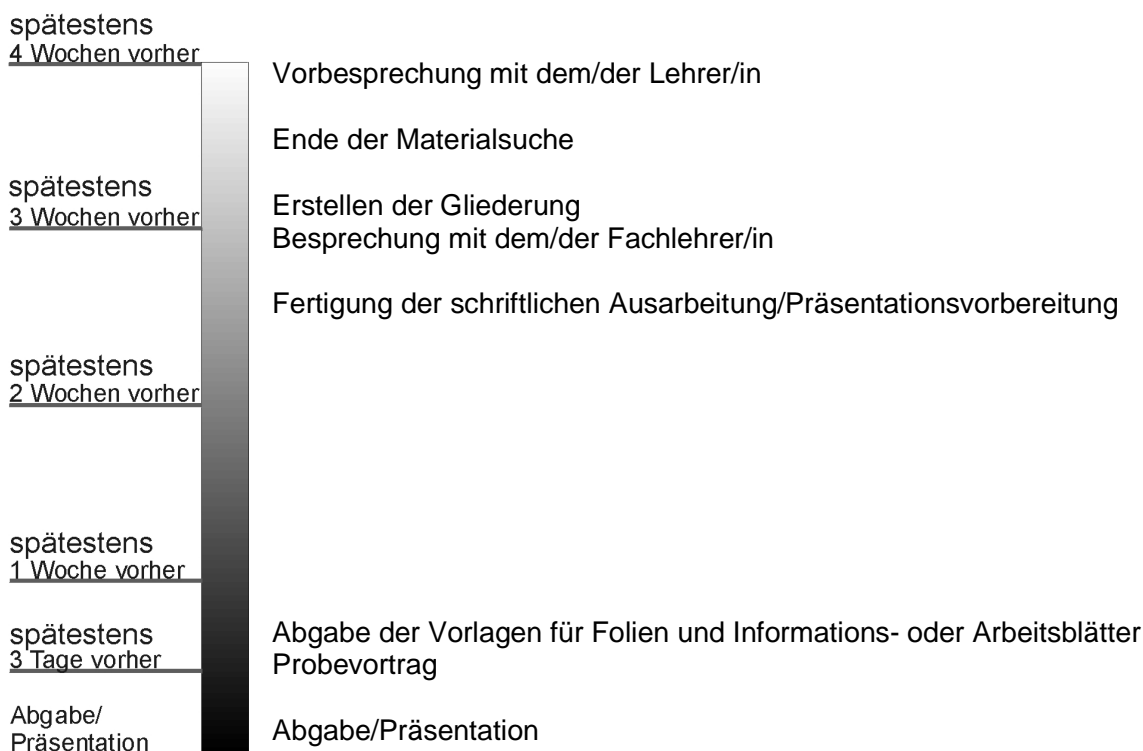 spätestens
4 Wochen vorher
Vorbesprechung mit dem/der Lehrer/in
Ende der Materialsuche
spätestens
3 Wochen vorher
Erstellen der Gliederung
Besprechung mit dem/der Fachlehrer/in
Fertigung der schriftlichen Ausarbeitung/Präsentationsvorbereitung
spätestens
2 Wochen vorher
spätestens
1 Woche vorher
spätestens
3 Tage vorher
Abgabe der Vorlagen für Folien und Informations- oder Arbeitsblätter
Probevortrag
Abgabe/
Präsentation
Abgabe/Präsentation